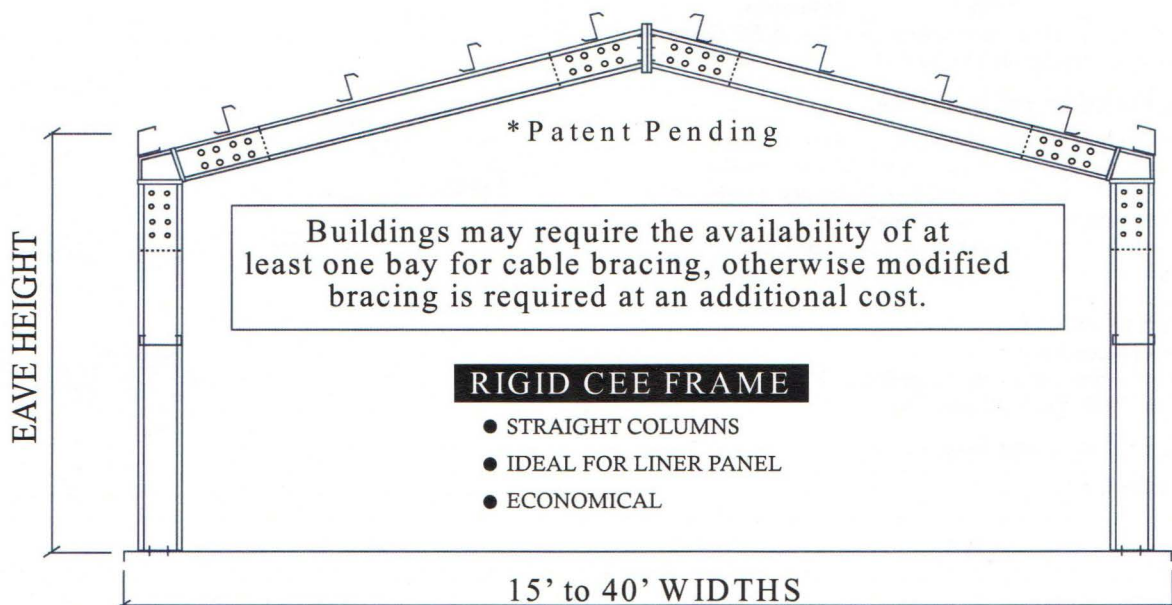 *Patent Pending
Buildings may require the availability of at
least one bay for cable bracing, otherwise modified
bracing is required at an additional cost.
EAVE HEIGHT
RIGID CEE FRAME
● STRAIGHT COLUMNS
● IDEAL FOR LINER PANEL
● ECONOMICAL
15’ to 40’ WIDTHS